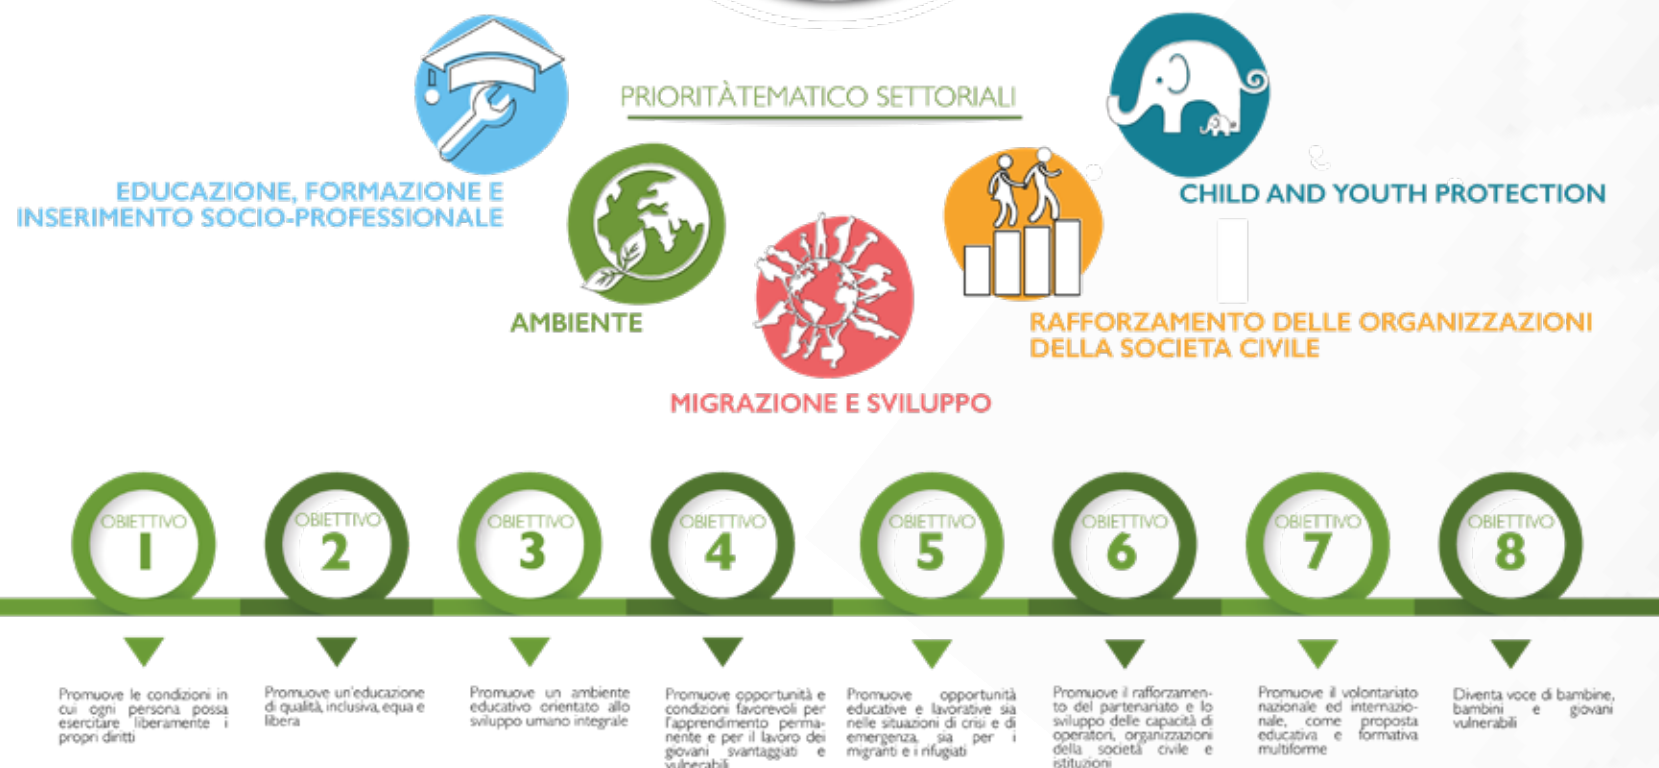 PRIORITÀTEMATICO SETTORIALI
EDUCAZIONE, FORMAZIONE E
INSERIMENTO SOCIO-PROFESSIONALE
CHILD AND YOUTH PROTECTION
AMBIENTE
RAFFORZAMENTO DELLE ORGANIZZAZIONI
DELLA SOCIETA CIVILE
MIGRAZIONE E SVILUPPO
OBIETTIVO
1
Promuove le condizioni in
cui ogni persona possa
esercitare liberamente i
propri diritti
OBIETTIVO
2
Promuove un'educazione
di qualità, inclusiva, equa e
libera
OBIETTIVO
3
Promuove un ambiente
educativo orientato allo
sviluppo umano integrale
OBIETTIVO
4
Promuove opportunità e
condizioni favorevoli per
l'apprendimento perma-
nente e per il lavoro dei
giovani svantaggiati e
vulnerabili
OBIETTIVO
5
Promuove opportunità
educative e lavorative sia
nelle situazioni di crisi e di
emergenza, sia per i
migranti e i rifugiati
OBIETTIVO
6
Promuove il rafforzamen-
to del partenariato e lo
sviluppo delle capacità di
operatori, organizzazioni
della società civile e
istituzioni
OBIETTIVO
7
Promuove il volontariato
nazionale ed internazio-
nale, come proposta
educativa e formativa
multiforme
OBIETTIVO
8
Diventa voce di bambine,
bambini e giovani
vulnerabili